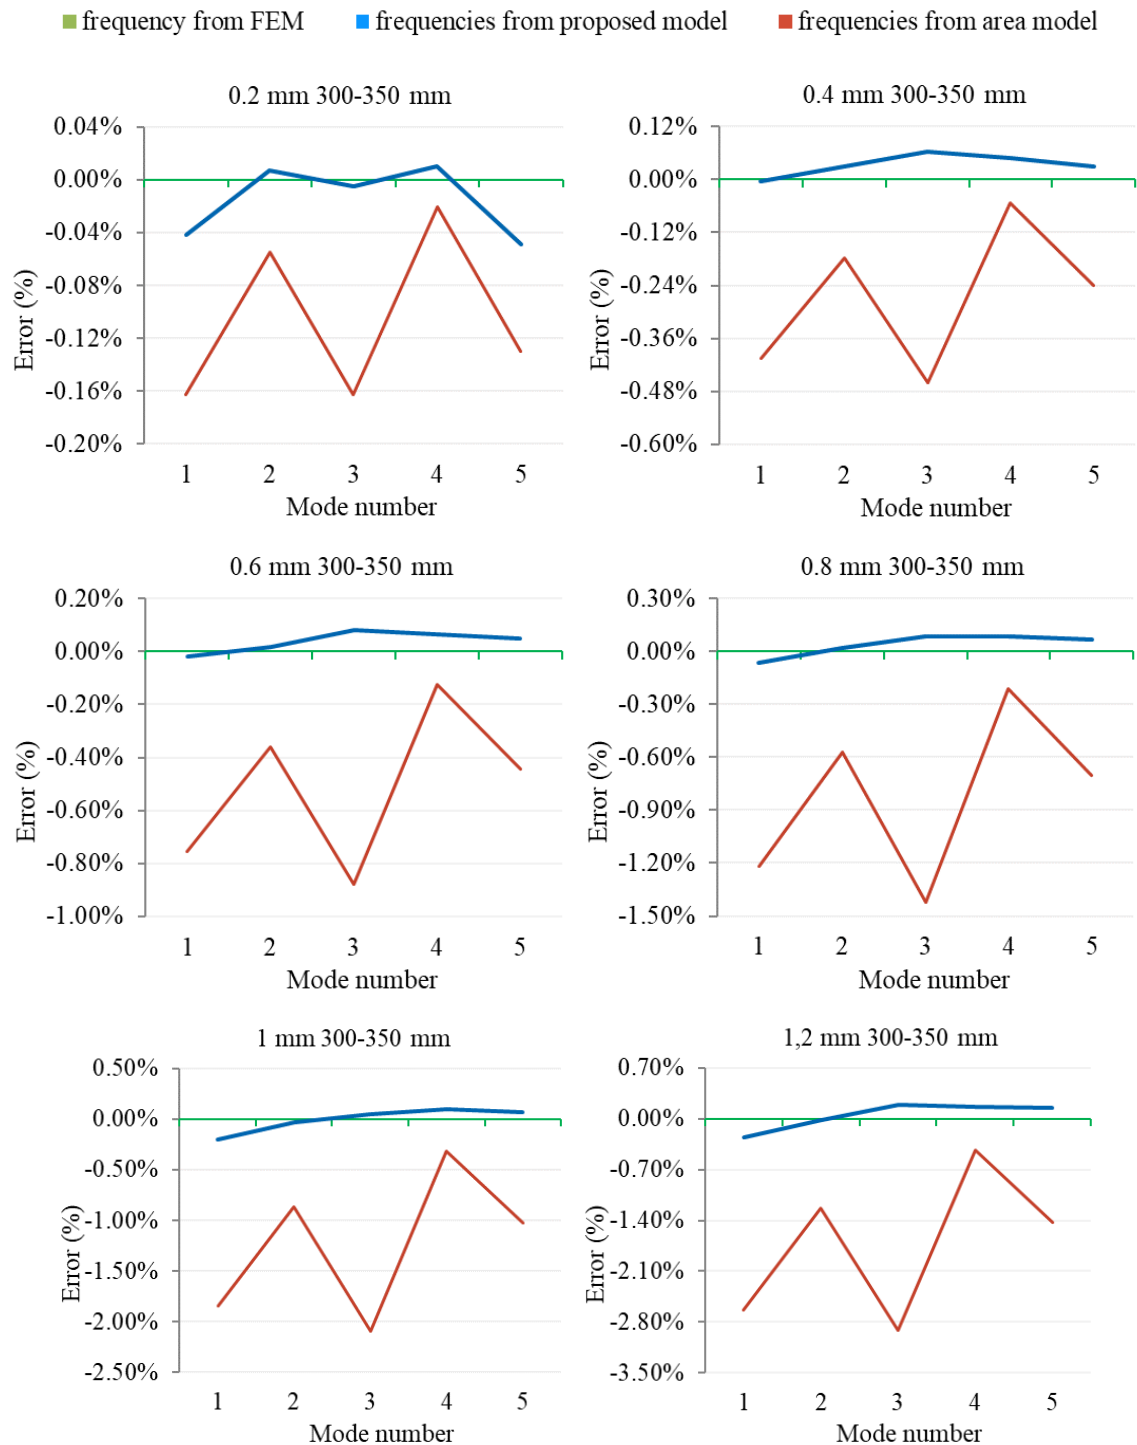 frequency from FEM frequencies from proposed model frequencies from area model
0.2 mm 300-350 mm
0.04%
0.00%
-0.04%
-0.08%
-0.12%
-0.16%
-0.20%
Error (%)
1 2 3 4 5
Mode number
0.4 mm 300-350 mm
0.12%
0.00%
-0.12%
-0.24%
-0.36%
-0.48%
-0.60%
Error (%)
1 2 3 4 5
Mode number
0.6 mm 300-350 mm
0.20%
0.00%
-0.20%
-0.40%
-0.60%
-0.80%
-1.00%
Error (%)
1 2 3 4 5
Mode number
0.8 mm 300-350 mm
0.30%
0.00%
-0.30%
-0.60%
-0.90%
-1.20%
-1.50%
Error (%)
1 2 3 4 5
Mode number
1 mm 300-350 mm
0.50%
0.00%
-0.50%
-1.00%
-1.50%
-2.00%
-2.50%
Error (%)
1 2 3 4 5
Mode number
1,2 mm 300-350 mm
0.70%
0.00%
-0.70%
-1.40%
-2.10%
-2.80%
-3.50%
Error (%)
1 2 3 4 5
Mode number